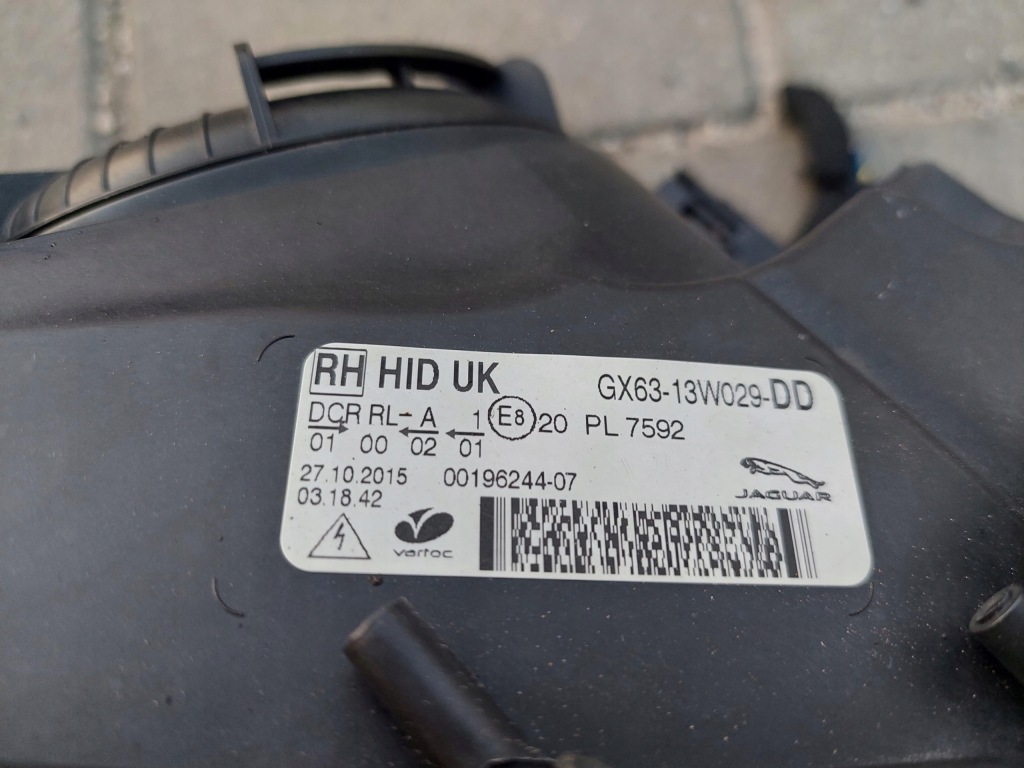 RH HID UK GX63-13W029-DD
DCR RL- A 1 E8 20 PL 7592
01 00 02 01
27.10.2015 00196244-07
03.18.42
JAGUAR
vartoc